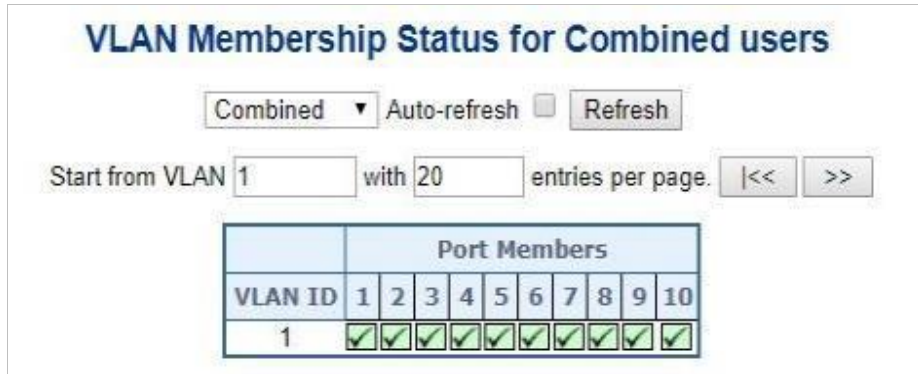 VLAN Membership Status for Combined users
Combined Auto-refresh Refresh
Start from VLAN 1 with 20 entries per page. |<< >>
Port Members
VLAN ID 1 2 3 4 5 6 7 8 9 10
1